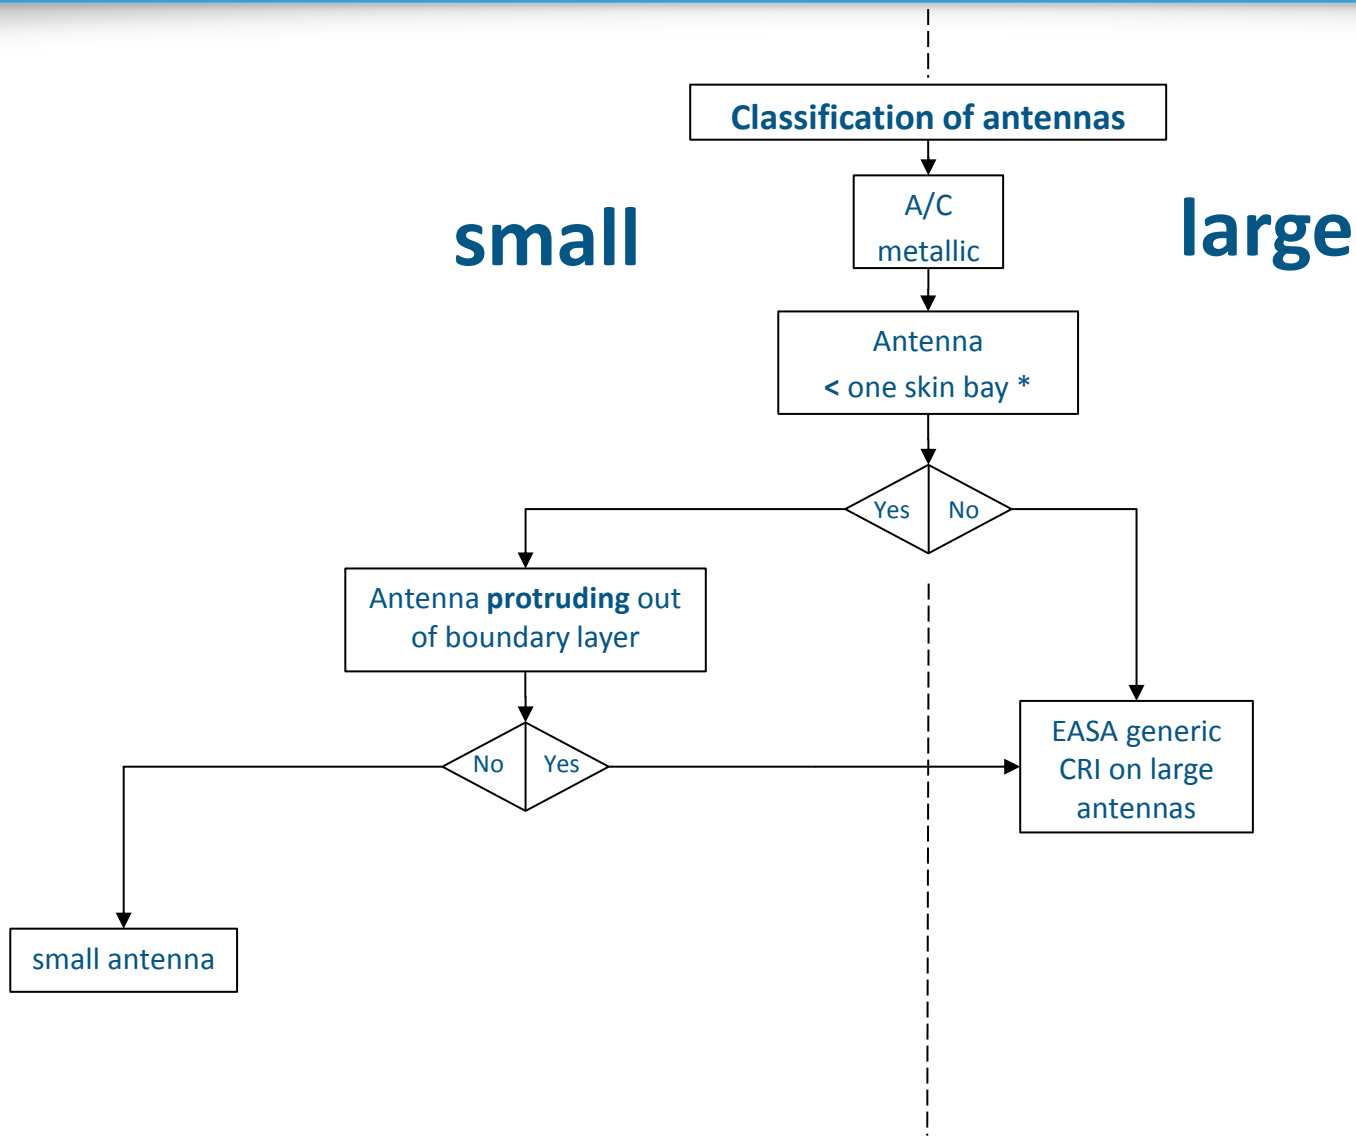 Classification of antennas
small
large
A/C
metallic
Antenna
< one skin bay *
Yes
No
Antenna protruding out
of boundary layer
No
Yes
EASA generic
CRI on large
antennas
small antenna